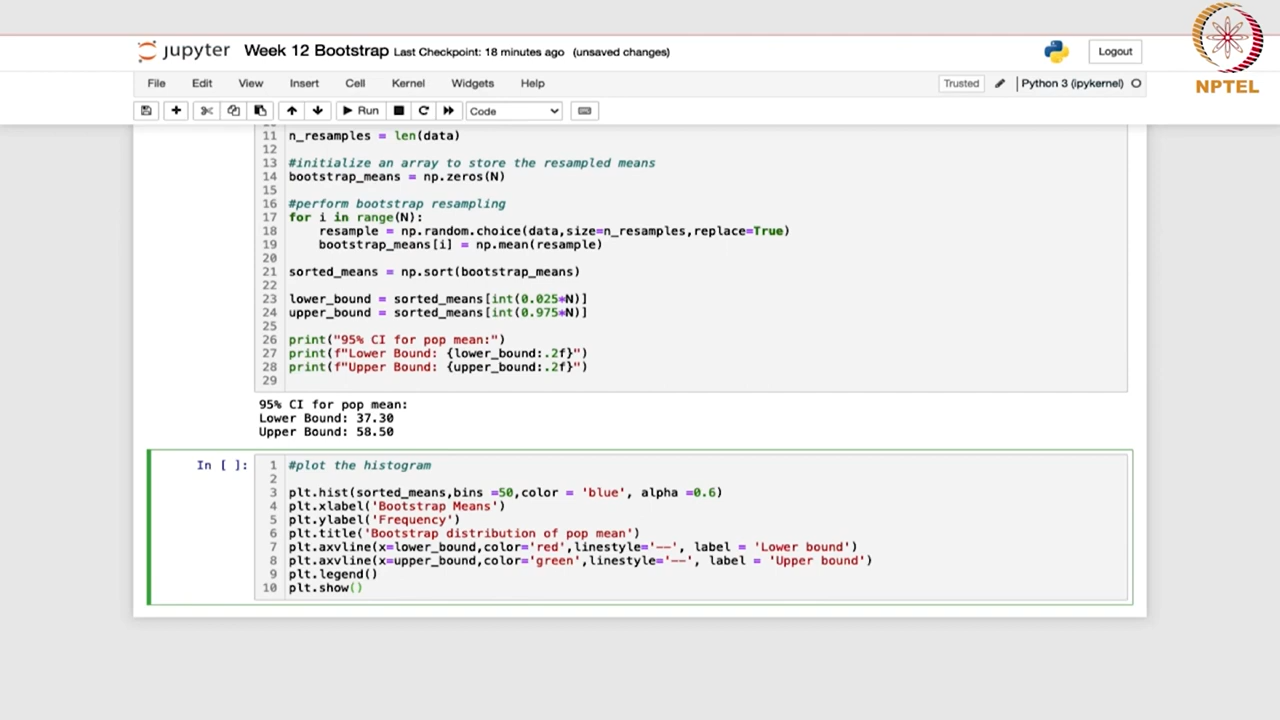 jupyter Week 12 Bootstrap Last Checkpoint: 18 minutes ago (unsaved changes)
Logout
NPTEL
File Edit View Insert Cell Kernel Widgets Help
Trusted Python 3 (ipykernel)
Run Code
11 n_resamples = len(data)
12
13 #initialize an array to store the resampled means
14 bootstrap_means = np.zeros(N)
15
16 #perform bootstrap resampling
17 for i in range(N):
18 resample = np.random.choice(data,size=n_resamples,replace=True)
19 bootstrap_means[i] = np.mean(resample)
20
21 sorted_means = np.sort(bootstrap_means)
22
23 lower_bound = sorted_means[int(0.025*N)]
24 upper_bound = sorted_means[int(0.975*N)]
25
26 print("95% CI for pop mean:")
27 print(f"Lower Bound: {lower_bound:.2f}")
28 print(f"Upper Bound: {upper_bound:.2f}")
29
95% CI for pop mean:
Lower Bound: 37.30
Upper Bound: 58.50
In [ ]: 1 #plot the histogram
2
3 plt.hist(sorted_means,bins =50,color = 'blue', alpha =0.6)
4 plt.xlabel('Bootstrap Means')
5 plt.ylabel('Frequency')
6 plt.title('Bootstrap distribution of pop mean')
7 plt.axvline(x=lower_bound,color='red',linestyle='--', label = 'Lower bound')
8 plt.axvline(x=upper_bound,color='green',linestyle='--', label = 'Upper bound')
9 plt.legend()
10 plt.show()